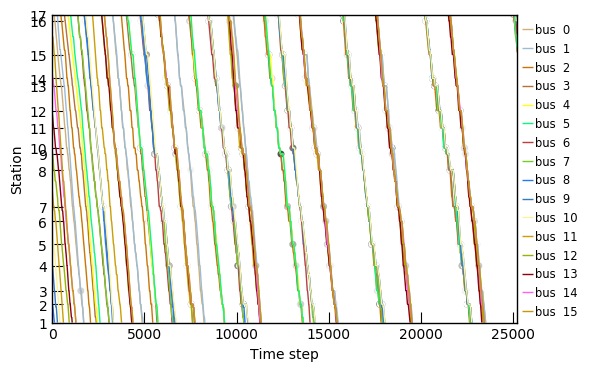 17
16
15
14
13
12
11
10
9
8
7
6
5
4
3
2
1
Station
0
5000
10000
15000
20000
25000
Time step
bus 0
bus 1
bus 2
bus 3
bus 4
bus 5
bus 6
bus 7
bus 8
bus 9
bus 10
bus 11
bus 12
bus 13
bus 14
bus 15